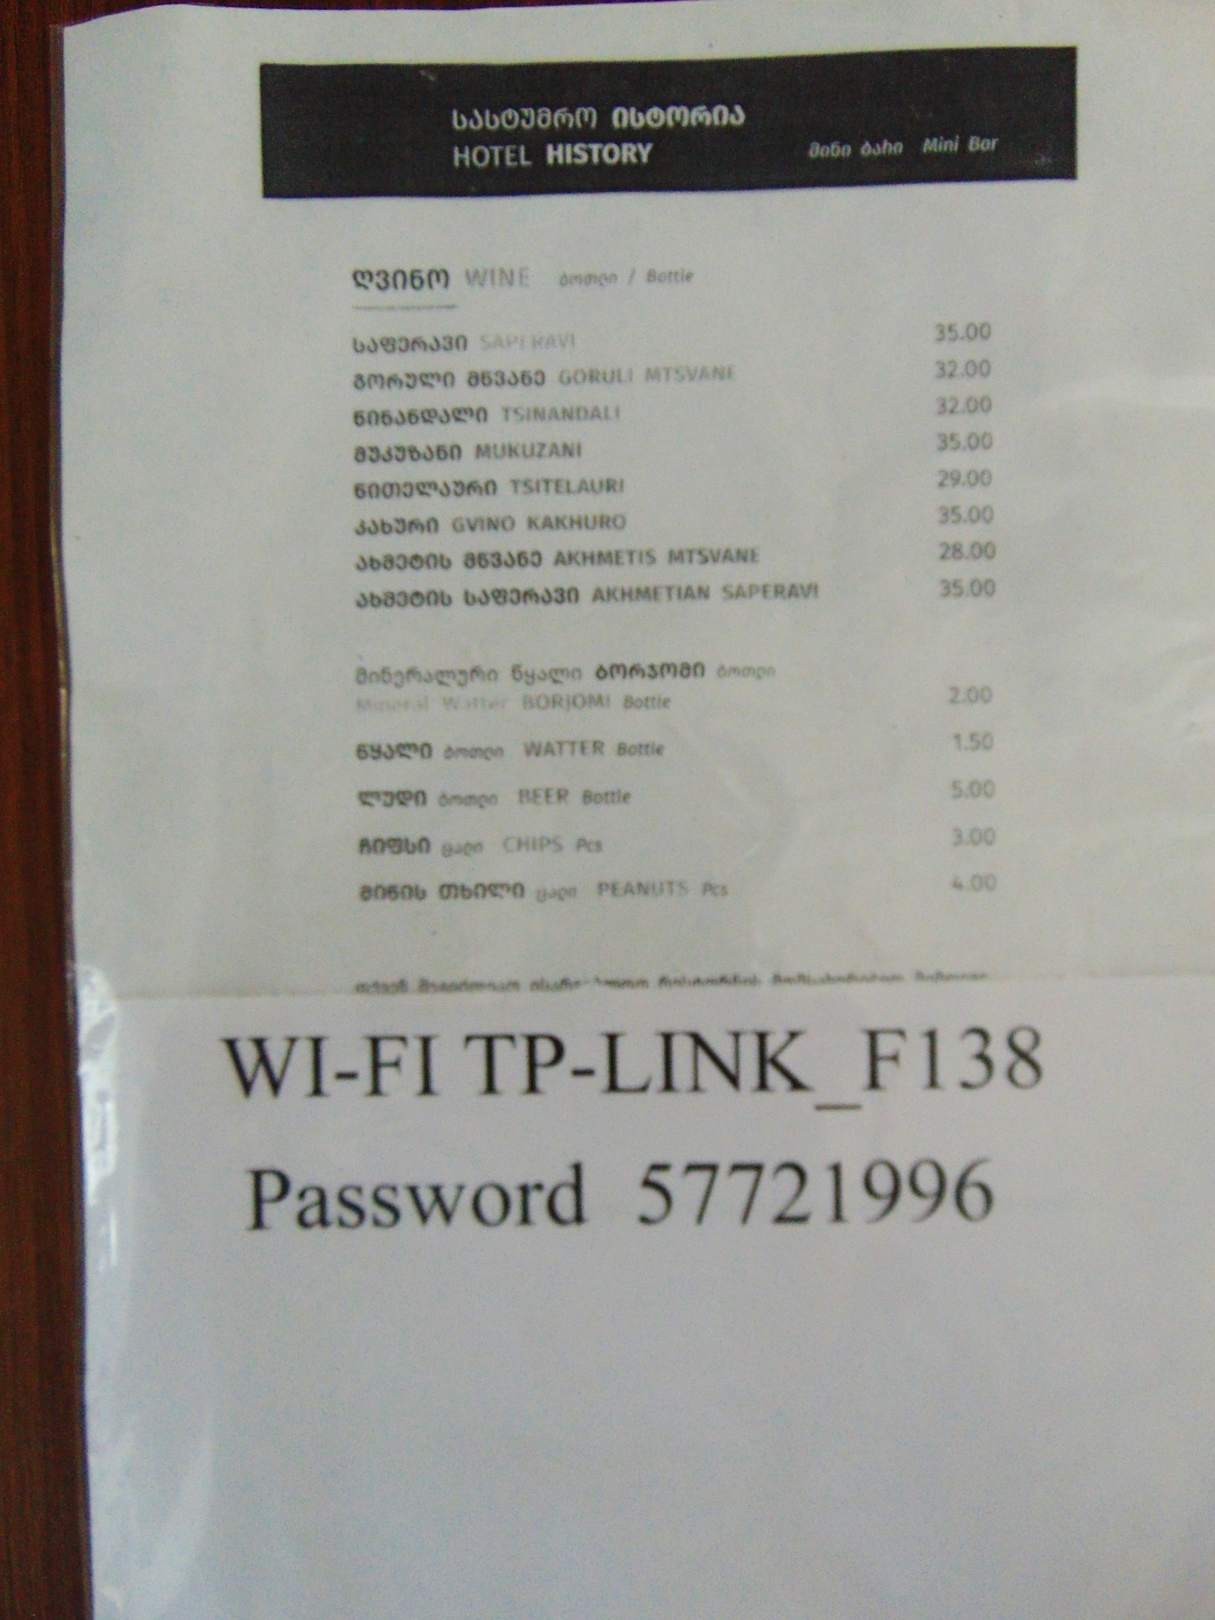 სასტუმრო ისტორია
HOTEL HISTORY
მინი ბარი Mini Bar
ღვინო WINE ბოთლი / Bottle
საფერავი SAPERAVI 35.00
გორული მწვანე GORULI MTSVANE 32.00
წინანდალი TSINANDALI 32.00
მუკუზანი MUKUZANI 35.00
წითელაური TSITELAURI 29.00
კახური GVINO KAKHURO 35.00
ახმეტის მწვანე AKHMETIS MTSVANE 28.00
ახმეტის საფერავი AKHMETIAN SAPERAVI 35.00
მინერალური წყალი ბორჯომი ბოთლი
Mineral Watter BORJOMI Bottle 2.00
წყალი ბოთლი WATTER Bottle 1.50
ლუდი ბოთლი BEER Bottle 5.00
ჩიფსი ცალი CHIPS Pcs 3.00
მიწის თხილი ცალი PEANUTS Pcs 4.00
WI-FI TP-LINK_F138
Password 57721996